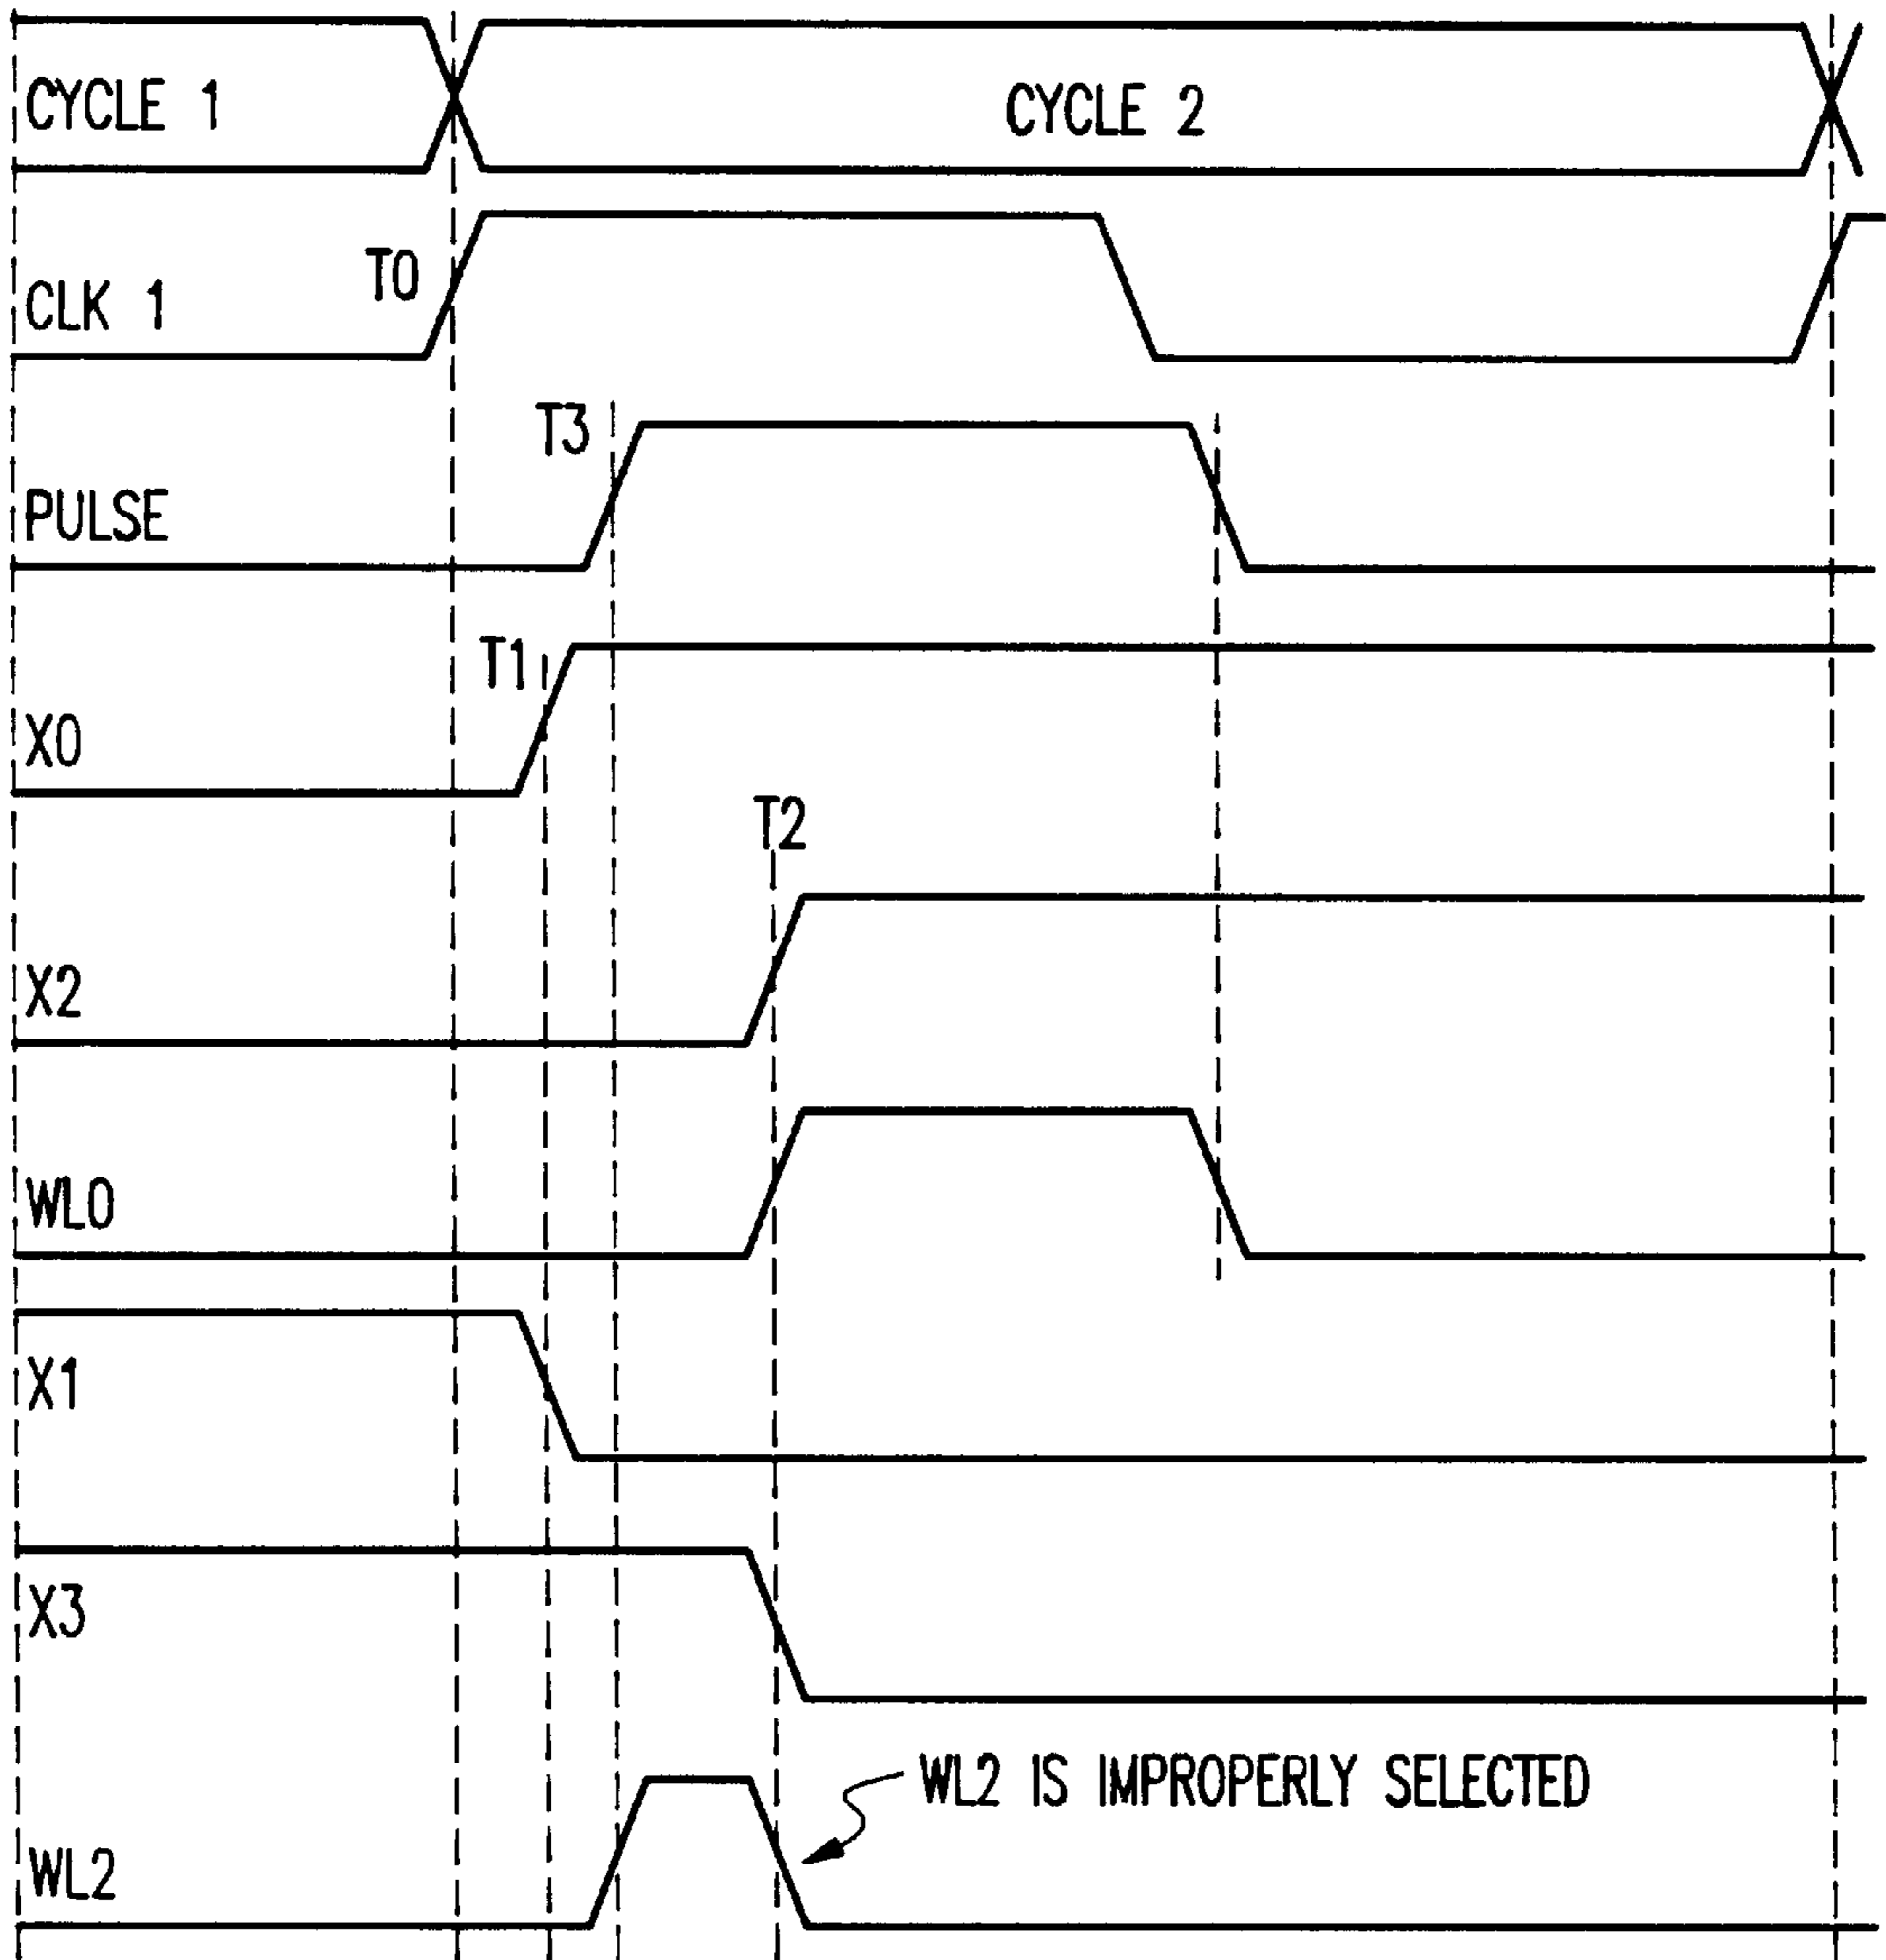 CYCLE 1
CYCLE 2
T0
CLK 1
T3
PULSE
T1
X0
T2
X2
WL0
X1
X3
WL2 IS IMPROPERLY SELECTED
WL2